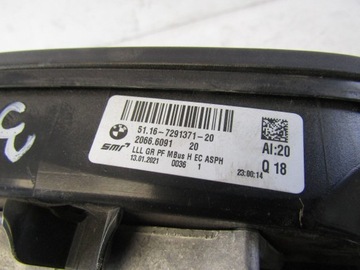 51.16-7291371-20
2066.6091 20
AI:20
smr LLL GR PF MBus H EC ASPH
13.01.2021 0036 1
23:00:14
Q 18
3